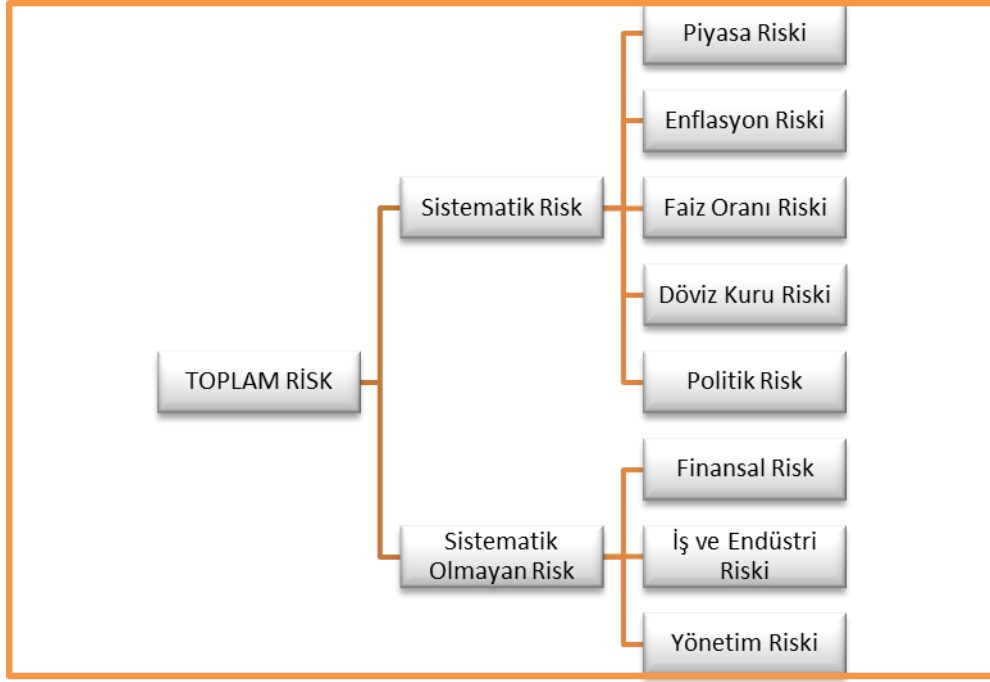 TOPLAM RİSK
Sistematik Risk
Piyasa Riski
Enflasyon Riski
Faiz Oranı Riski
Döviz Kuru Riski
Politik Risk
Sistematik
Olmayan Risk
Finansal Risk
İş ve Endüstri
Riski
Yönetim Riski